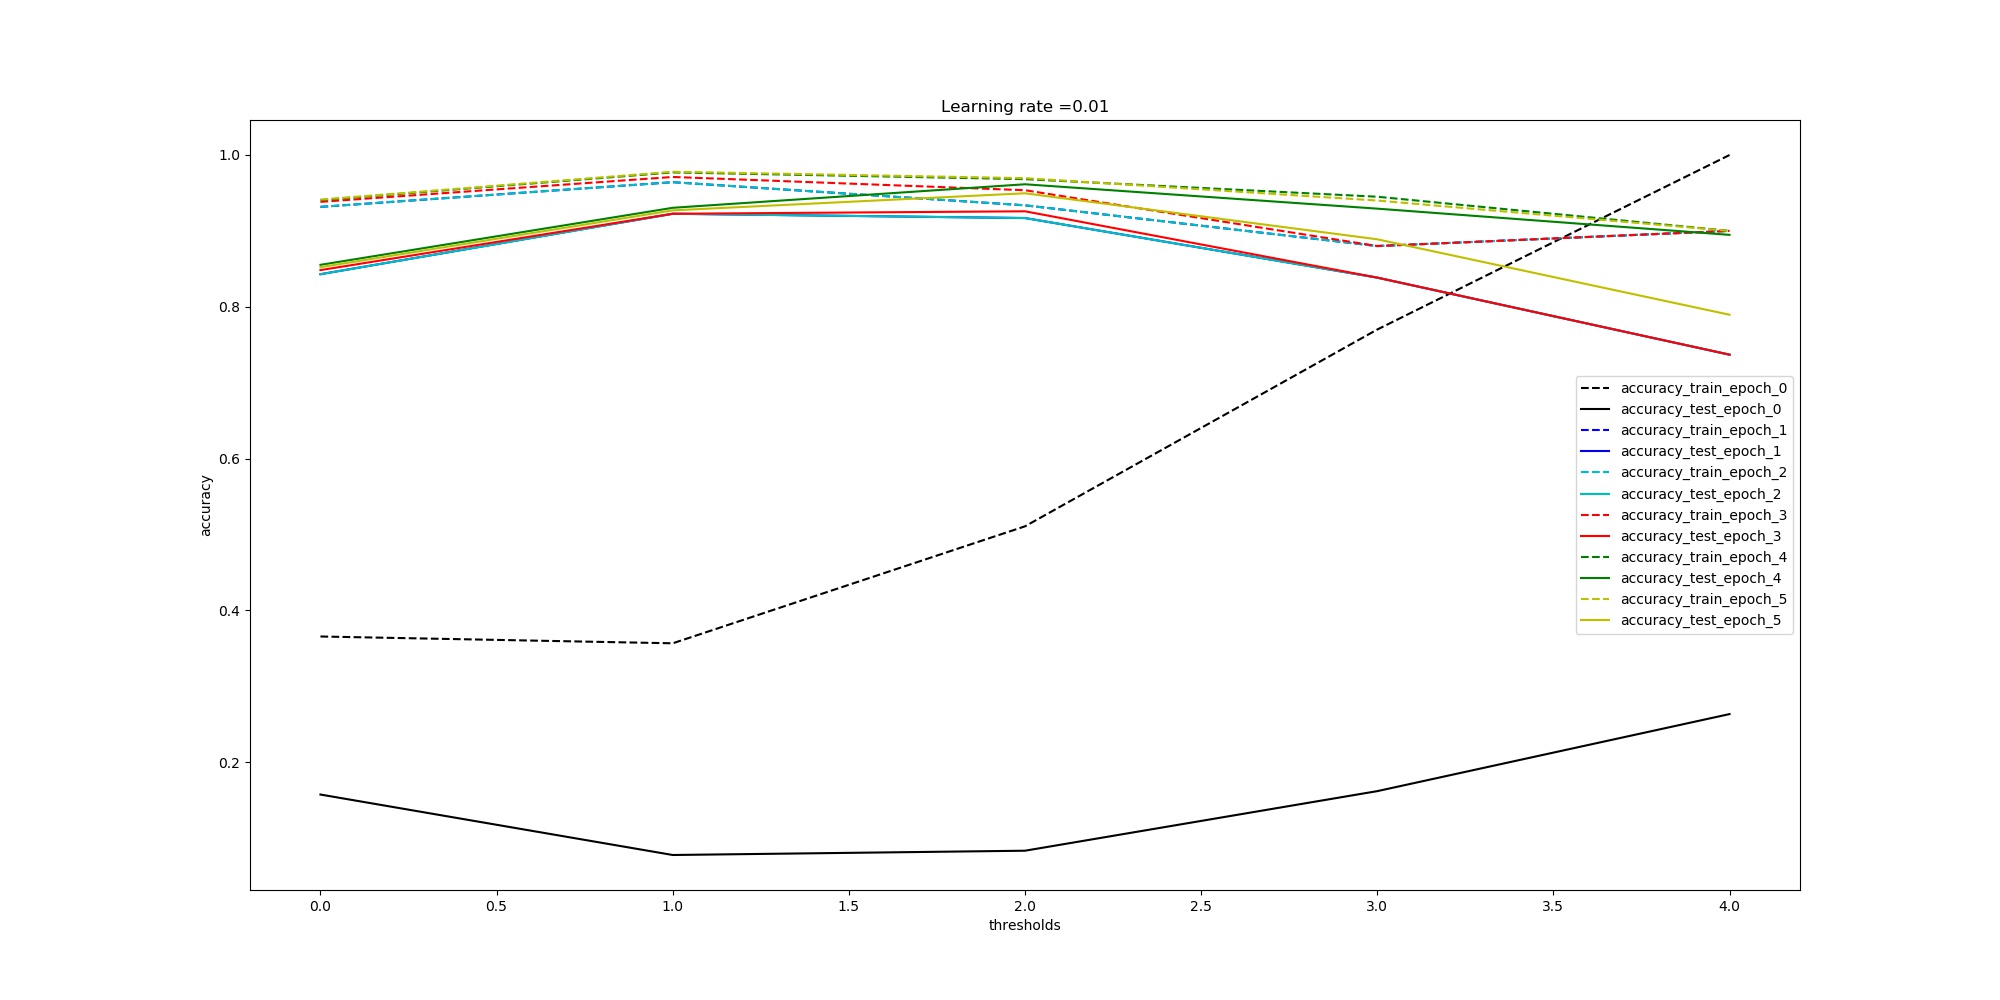 Learning rate =0.01
1.0
0.8
0.6
0.4
0.2
accuracy
accuracy_train_epoch_0
accuracy_test_epoch_0
accuracy_train_epoch_1
accuracy_test_epoch_1
accuracy_train_epoch_2
accuracy_test_epoch_2
accuracy_train_epoch_3
accuracy_test_epoch_3
accuracy_train_epoch_4
accuracy_test_epoch_4
accuracy_train_epoch_5
accuracy_test_epoch_5
0.0 0.5 1.0 1.5 2.0 2.5 3.0 3.5 4.0
thresholds